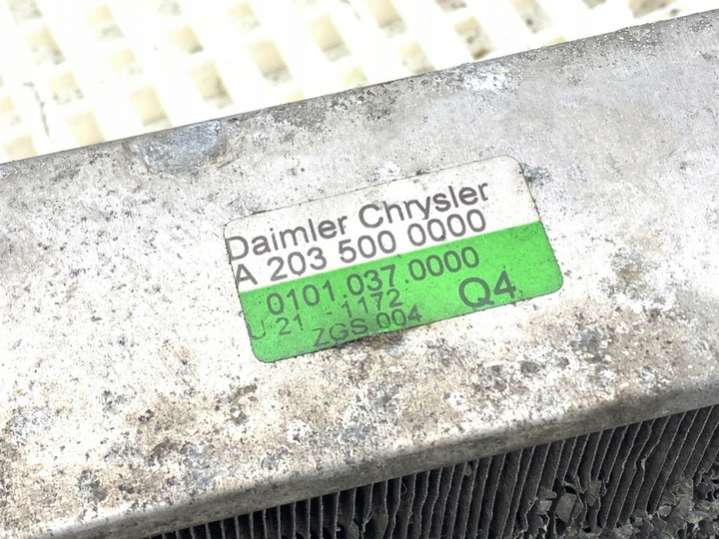 Daimler Chrysler
A 203 500 0000
0101.037.0000
U 21 -1172 Q4
ZGS 004